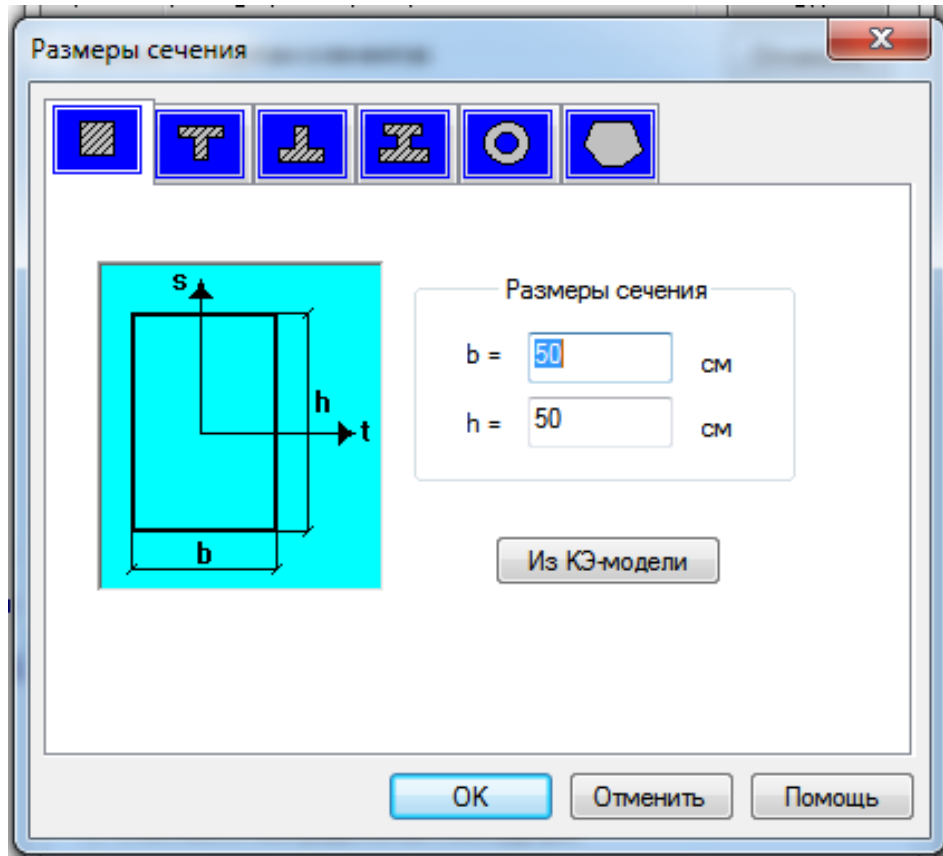 Размеры сечения
s
h
t
b
Размеры сечения
b = 50 см
h = 50 см
Из КЭ-модели
OK
Отменить
Помощь